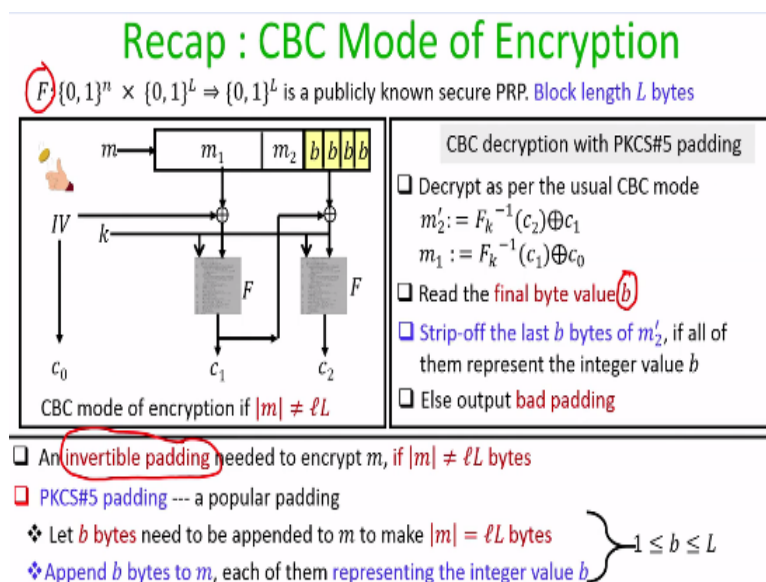 Recap : CBC Mode of Encryption
F: {0, 1}ⁿ × {0, 1}ᴸ ⇒ {0, 1}ᴸ is a publicly known secure PRP. Block length L bytes
m
m₁
m₂
b b b b
IV
k
F
F
c₀
c₁
c₂
CBC mode of encryption if |m| ≠ ℓL
CBC decryption with PKCS#5 padding
❑ Decrypt as per the usual CBC mode
m′₂ := Fₖ⁻¹(c₂)⊕c₁
m₁ := Fₖ⁻¹(c₁)⊕c₀
❑ Read the final byte value b
❑ Strip-off the last b bytes of m′₂, if all of
them represent the integer value b
❑ Else output bad padding
❑ An invertible padding needed to encrypt m, if |m| ≠ ℓL bytes
❑ PKCS#5 padding --- a popular padding
❖ Let b bytes need to be appended to m to make |m| = ℓL bytes
❖ Append b bytes to m, each of them representing the integer value b
1 ≤ b ≤ L